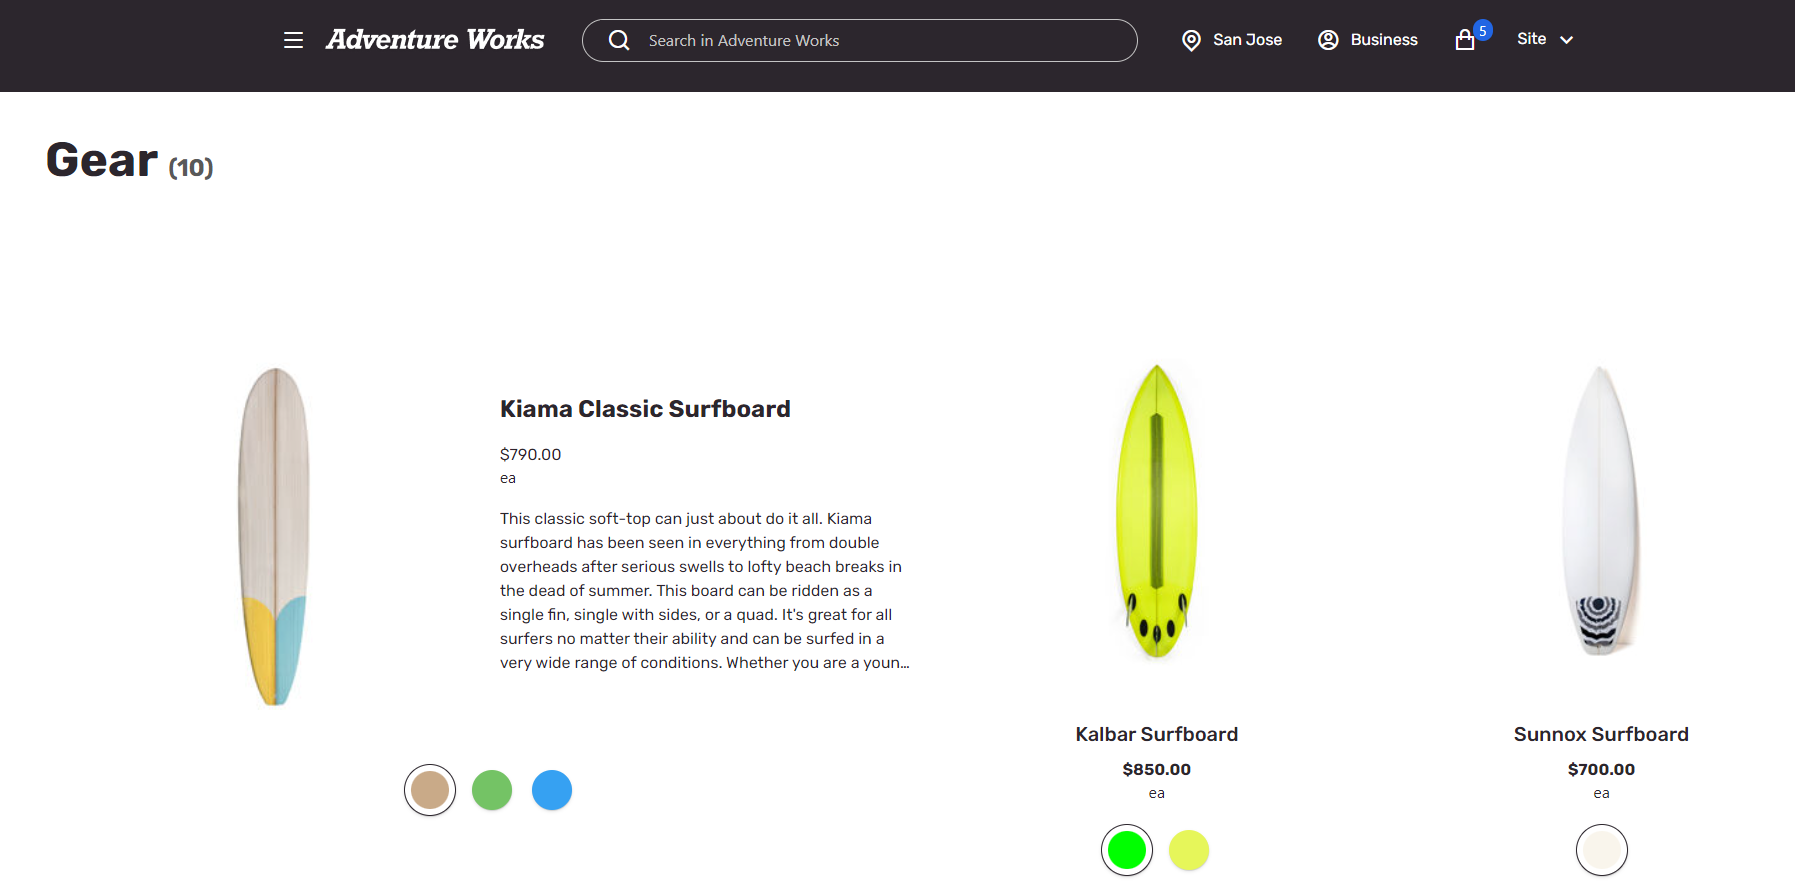 Adventure Works
Search in Adventure Works
San Jose
Business
5
Site
Gear (10)
Kiama Classic Surfboard
$790.00
ea
This classic soft-top can just about do it all. Kiama
surfboard has been seen in everything from double
overheads after serious swells to lofty beach breaks in
the dead of summer. This board can be ridden as a
single fin, single with sides, or a quad. It's great for all
surfers no matter their ability and can be surfed in a
very wide range of conditions. Whether you are a youn...
Kalbar Surfboard
$850.00
ea
Sunnox Surfboard
$700.00
ea